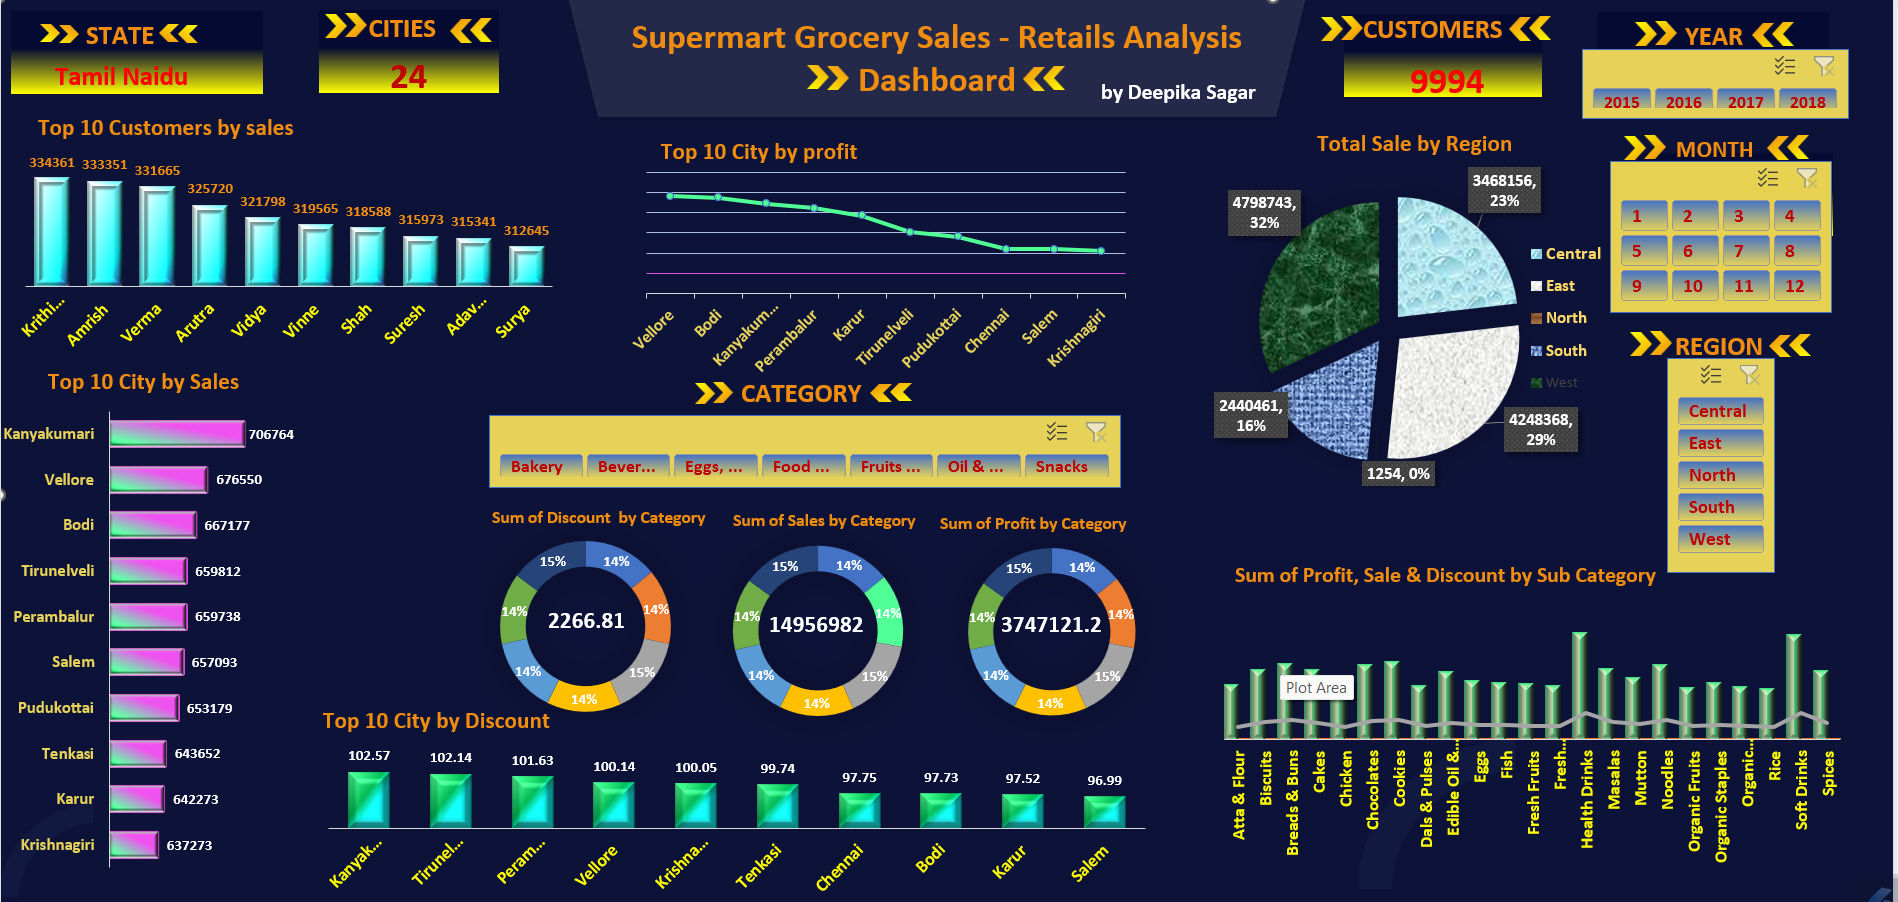 STATE
Tamil Naidu
CITIES
24
Supermart Grocery Sales - Retails Analysis
Dashboard
by Deepika Sagar
CUSTOMERS
9994
YEAR
2015 2016 2017 2018
Top 10 Customers by sales
334361 333351 331665 325720 321798 319565 318588 315973 315341 312645
Krithi... Amrish Verma Arutra Vidya Vinne Shah Suresh Adav... Surya
Top 10 City by profit
Vellore Bodi Kanyakum... Perambalur Karur Tirunelveli Pudukottai Chennai Salem Krishnagiri
Total Sale by Region
3468156,
23%
4798743,
32%
2440461,
16%
1254, 0%
4248368,
29%
Central
East
North
South
West
MONTH
1 2 3 4
5 6 7 8
9 10 11 12
REGION
Central
East
North
South
West
Top 10 City by Sales
Kanyakumari 706764
Vellore 676550
Bodi 667177
Tirunelveli 659812
Perambalur 659738
Salem 657093
Pudukottai 653179
Tenkasi 643652
Karur 642273
Krishnagiri 637273
CATEGORY
Bakery Bever... Eggs, ... Food ... Fruits ... Oil & ... Snacks
Sum of Discount by Category
15% 14%
14% 14%
2266.81
14% 15%
14%
Sum of Sales by Category
15% 14%
14% 14%
14956982
14% 15%
14%
Sum of Profit by Category
15% 14%
14% 14%
3747121.2
14% 15%
14%
Top 10 City by Discount
102.57 102.14 101.63 100.14 100.05 99.74 97.75 97.73 97.52 96.99
Kanyak... Tirunel... Peram... Vellore Krishna... Tenkasi Chennai Bodi Karur Salem
Sum of Profit, Sale & Discount by Sub Category
Plot Area
Atta & Flour Biscuits Breads & Buns Cakes Chicken Chocolates Cookies Dals & Pulses Edible Oil &... Eggs Fish Fresh Fruits Fresh... Health Drinks Masalas Mutton Noodles Organic Fruits Organic Staples Organic... Rice Soft Drinks Spices